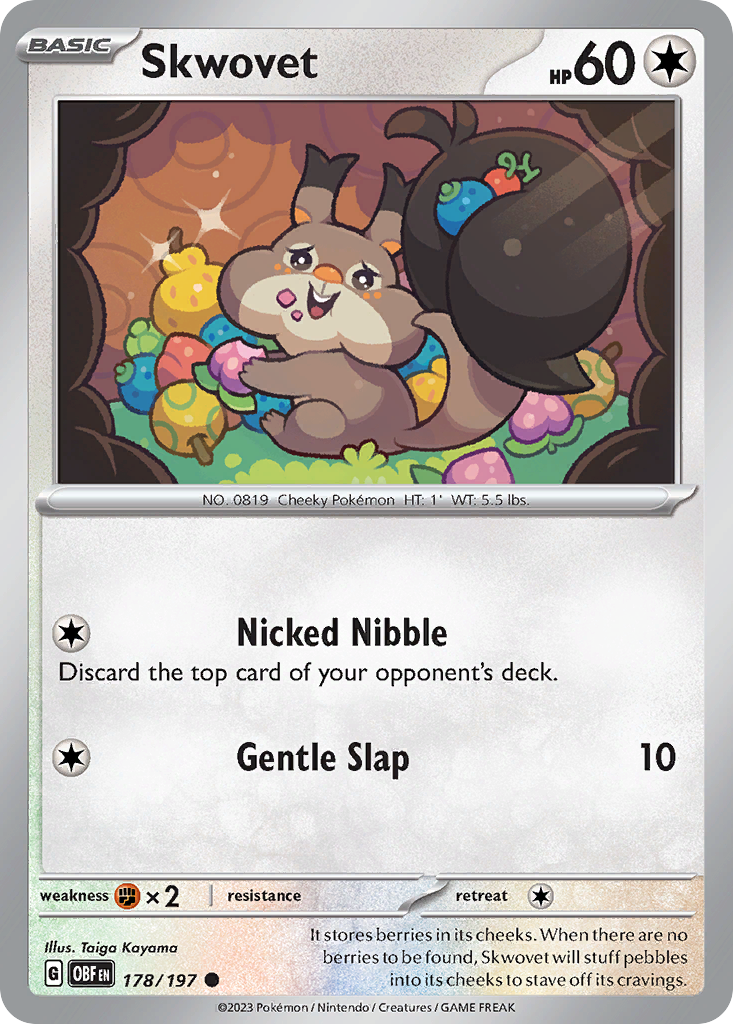 BASIC
Skwovet
HP 60
NO. 0819 Cheeky Pokémon HT: 1' WT: 5.5 lbs.
Nicked Nibble
Discard the top card of your opponent's deck.
Gentle Slap 10
weakness ×2 resistance retreat
Illus. Taiga Kayama
G OBF EN 178/197
It stores berries in its cheeks. When there are no
berries to be found, Skwovet will stuff pebbles
into its cheeks to stave off its cravings.
©2023 Pokémon / Nintendo / Creatures / GAME FREAK